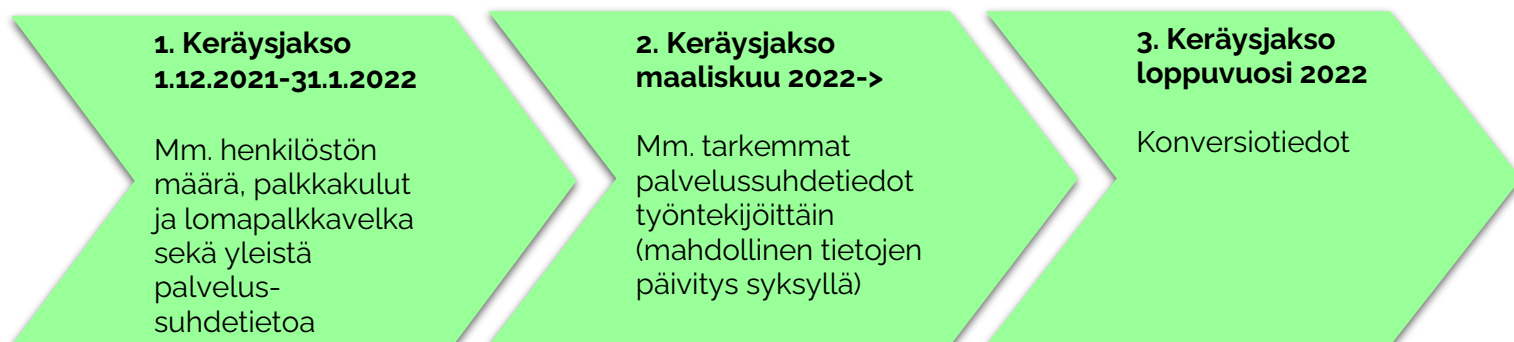 1. Keräysjakso
1.12.2021-31.1.2022
Mm. henkilöstön
määrä, palkkakulut
ja lomapalkkavelka
sekä yleistä
palvelus-
suhdetietoa
2. Keräysjakso
maaliskuu 2022->
Mm. tarkemmat
palvelussuhdetiedot
työntekijöittäin
(mahdollinen tietojen
päivitys syksyllä)
3. Keräysjakso
loppuvuosi 2022
Konversiotiedot